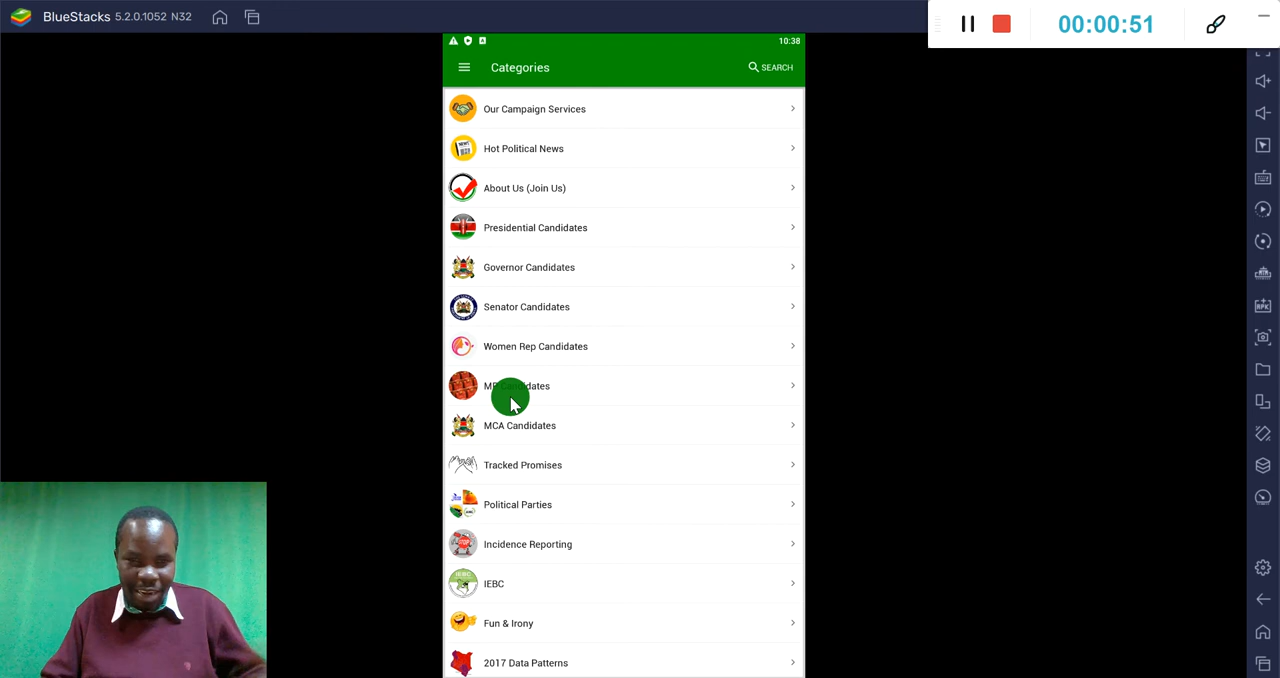 BlueStacks 5.2.0.1052 N32
00:00:51
10:38
Categories
SEARCH
Our Campaign Services
Hot Political News
About Us (Join Us)
Presidential Candidates
Governor Candidates
Senator Candidates
Women Rep Candidates
MP Candidates
MCA Candidates
Tracked Promises
Political Parties
Incidence Reporting
IEBC
Fun & Irony
2017 Data Patterns